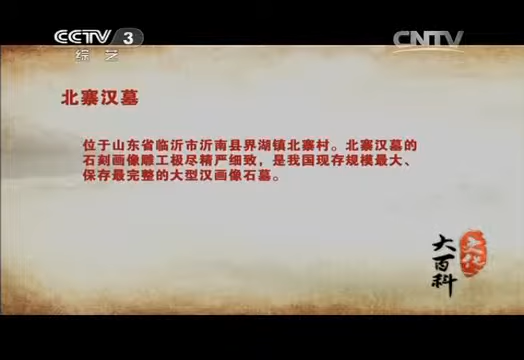 CCTV 3
综艺
CNTV
北寨汉墓
位于山东省临沂市沂南县界湖镇北寨村。北寨汉墓的
石刻画像雕工极尽精严细致，是我国现存规模最大、
保存最完整的大型汉画像石墓。
文化
大百科